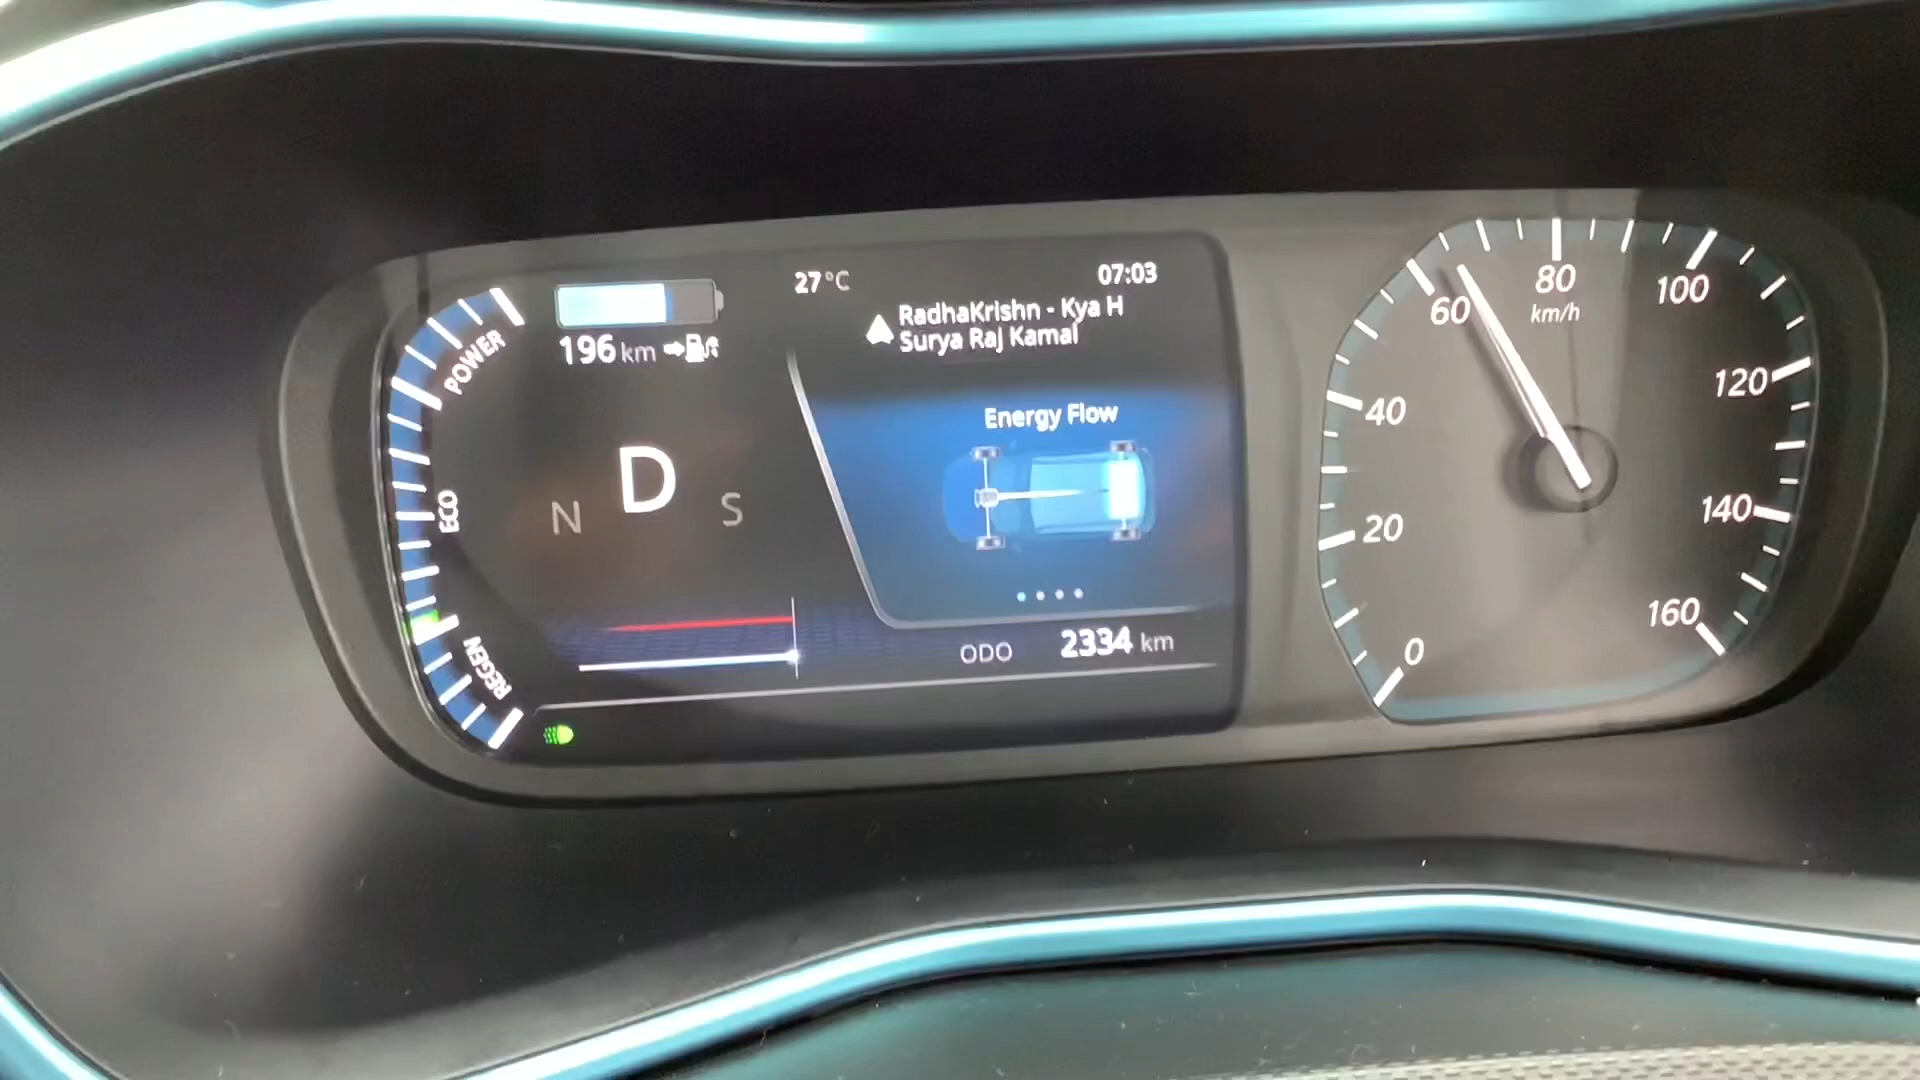 27°C
07:03
RadhaKrishn - Kya H
Surya Raj Kamal
196 km
POWER
Energy Flow
N D S
ECO
REGEN
ODO 2334 km
0
20
40
60
80
km/h
100
120
140
160